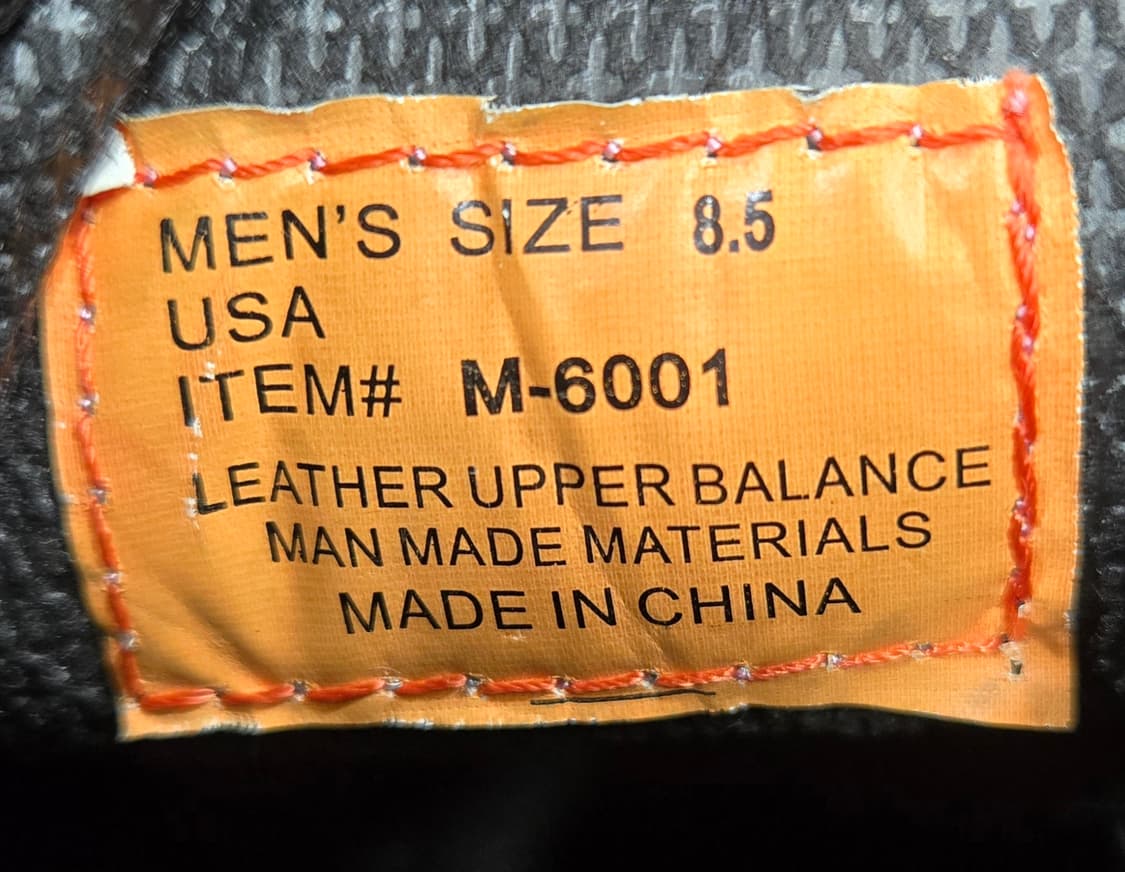 MEN'S SIZE 8.5
USA
ITEM# M-6001
LEATHER UPPER BALANCE
MAN MADE MATERIALS
MADE IN CHINA